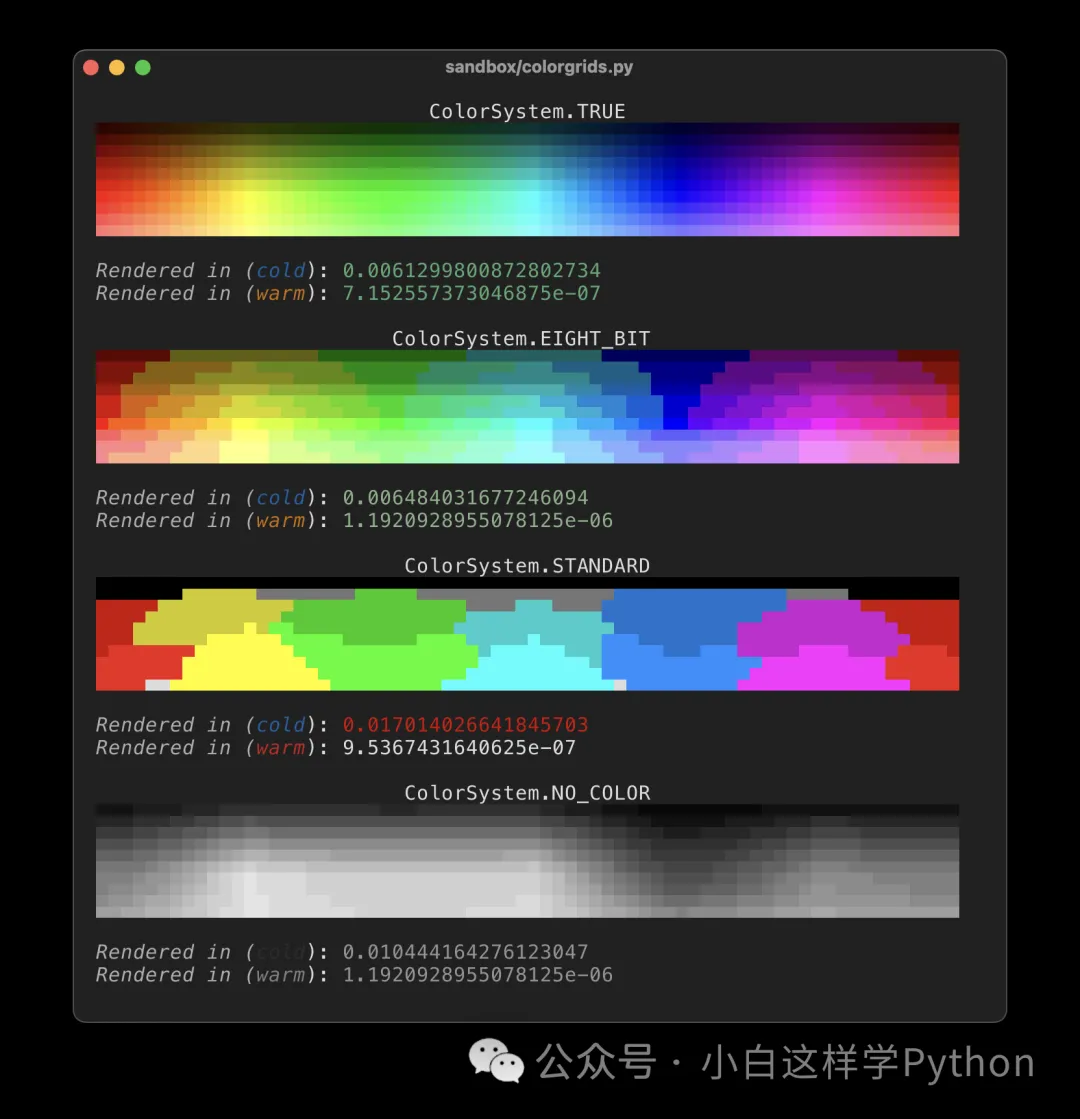 sandbox/colorgrids.py
ColorSystem.TRUE
Rendered in (cold): 0.0061299800872802734
Rendered in (warm): 7.152557373046875e-07
ColorSystem.EIGHT_BIT
Rendered in (cold): 0.006484031677246094
Rendered in (warm): 1.1920928955078125e-06
ColorSystem.STANDARD
Rendered in (cold): 0.017014026641845703
Rendered in (warm): 9.5367431640625e-07
ColorSystem.NO_COLOR
Rendered in (cold): 0.010444164276123047
Rendered in (warm): 1.1920928955078125e-06
公众号 · 小白这样学Python